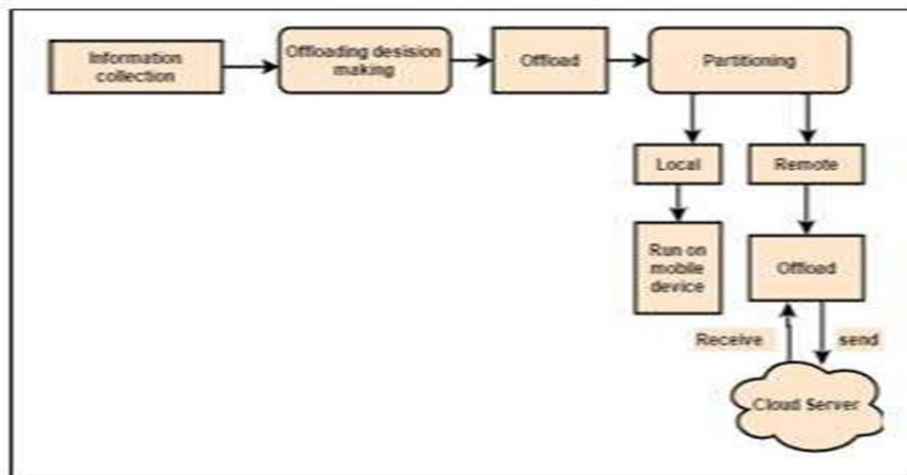 Information
collection
Offloading desision
making
Offload
Partitioning
Local
Remote
Run on
mobile
device
Offload
Receive
send
Cloud Server